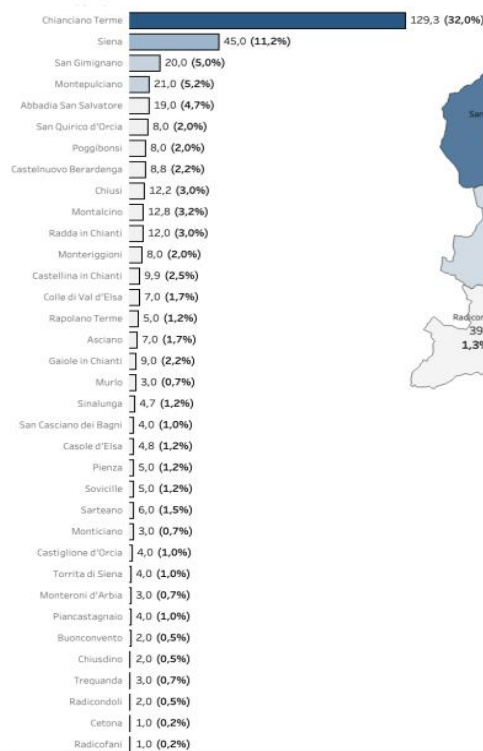 Chianciano Terme 129,3 (32,0%)
Siena 45,0 (11,2%)
San Gimignano 20,0 (5,0%)
Montepulciano 21,0 (5,2%)
Abbadia San Salvatore 19,0 (4,7%)
San Quirico d'Orcia 8,0 (2,0%)
Poggibonsi 8,0 (2,0%)
Castelnuovo Berardenga 8,8 (2,2%)
Chiusi 12,2 (3,0%)
Montalcino 12,8 (3,2%)
Radda in Chianti 12,0 (3,0%)
Monteriggioni 8,0 (2,0%)
Castellina in Chianti 9,9 (2,5%)
Colle di Val d'Elsa 7,0 (1,7%)
Rapolano Terme 5,0 (1,2%)
Asciano 7,0 (1,7%)
Gaiole in Chianti 9,0 (2,2%)
Murlo 3,0 (0,7%)
Sinalunga 4,7 (1,2%)
San Casciano dei Bagni 4,0 (1,0%)
Casole d'Elsa 4,8 (1,2%)
Pienza 5,0 (1,2%)
Sovicille 5,0 (1,2%)
Sarteano 6,0 (1,5%)
Monticiano 3,0 (0,7%)
Castiglione d'Orcia 4,0 (1,0%)
Torrita di Siena 4,0 (1,0%)
Monteroni d'Arbia 3,0 (0,7%)
Piancastagnaio 4,0 (1,0%)
Buonconvento 2,0 (0,5%)
Chiusdino 2,0 (0,5%)
Trequanda 3,0 (0,7%)
Radicondoli 2,0 (0,5%)
Cetona 1,0 (0,2%)
Radicofani 1,0 (0,2%)
San
Radicon
39
1,3%